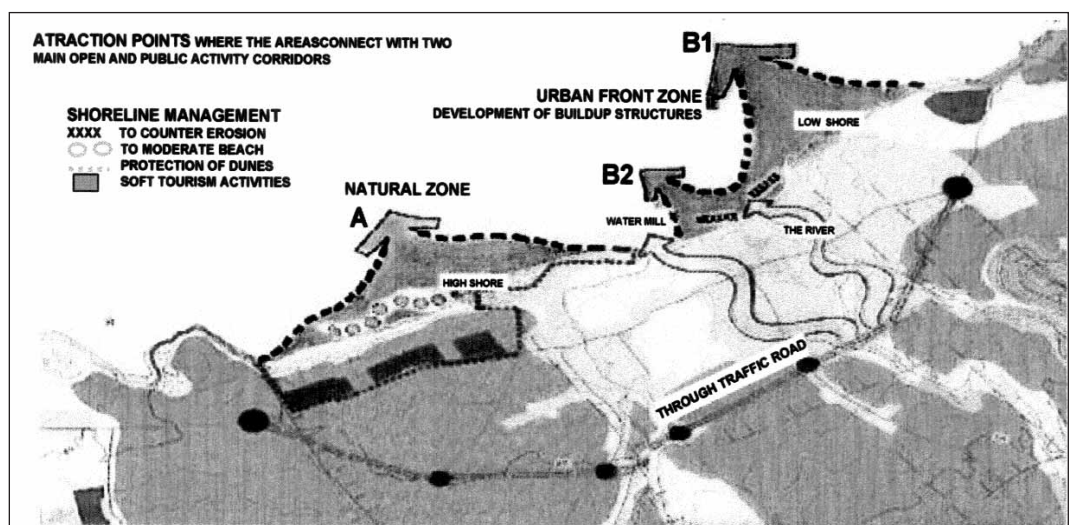 ATRACTION POINTS WHERE THE AREASCONNECT WITH TWO
MAIN OPEN AND PUBLIC ACTIVITY CORRIDORS
SHORELINE MANAGEMENT
XXXX TO COUNTER EROSION
TO MODERATE BEACH
PROTECTION OF DUNES
SOFT TOURISM ACTIVITIES
B1
URBAN FRONT ZONE
DEVELOPMENT OF BUILDUP STRUCTURES
LOW SHORE
B2
NATURAL ZONE
A
WATER MILL
THE RIVER
HIGH SHORE
THROUGH TRAFFIC ROAD